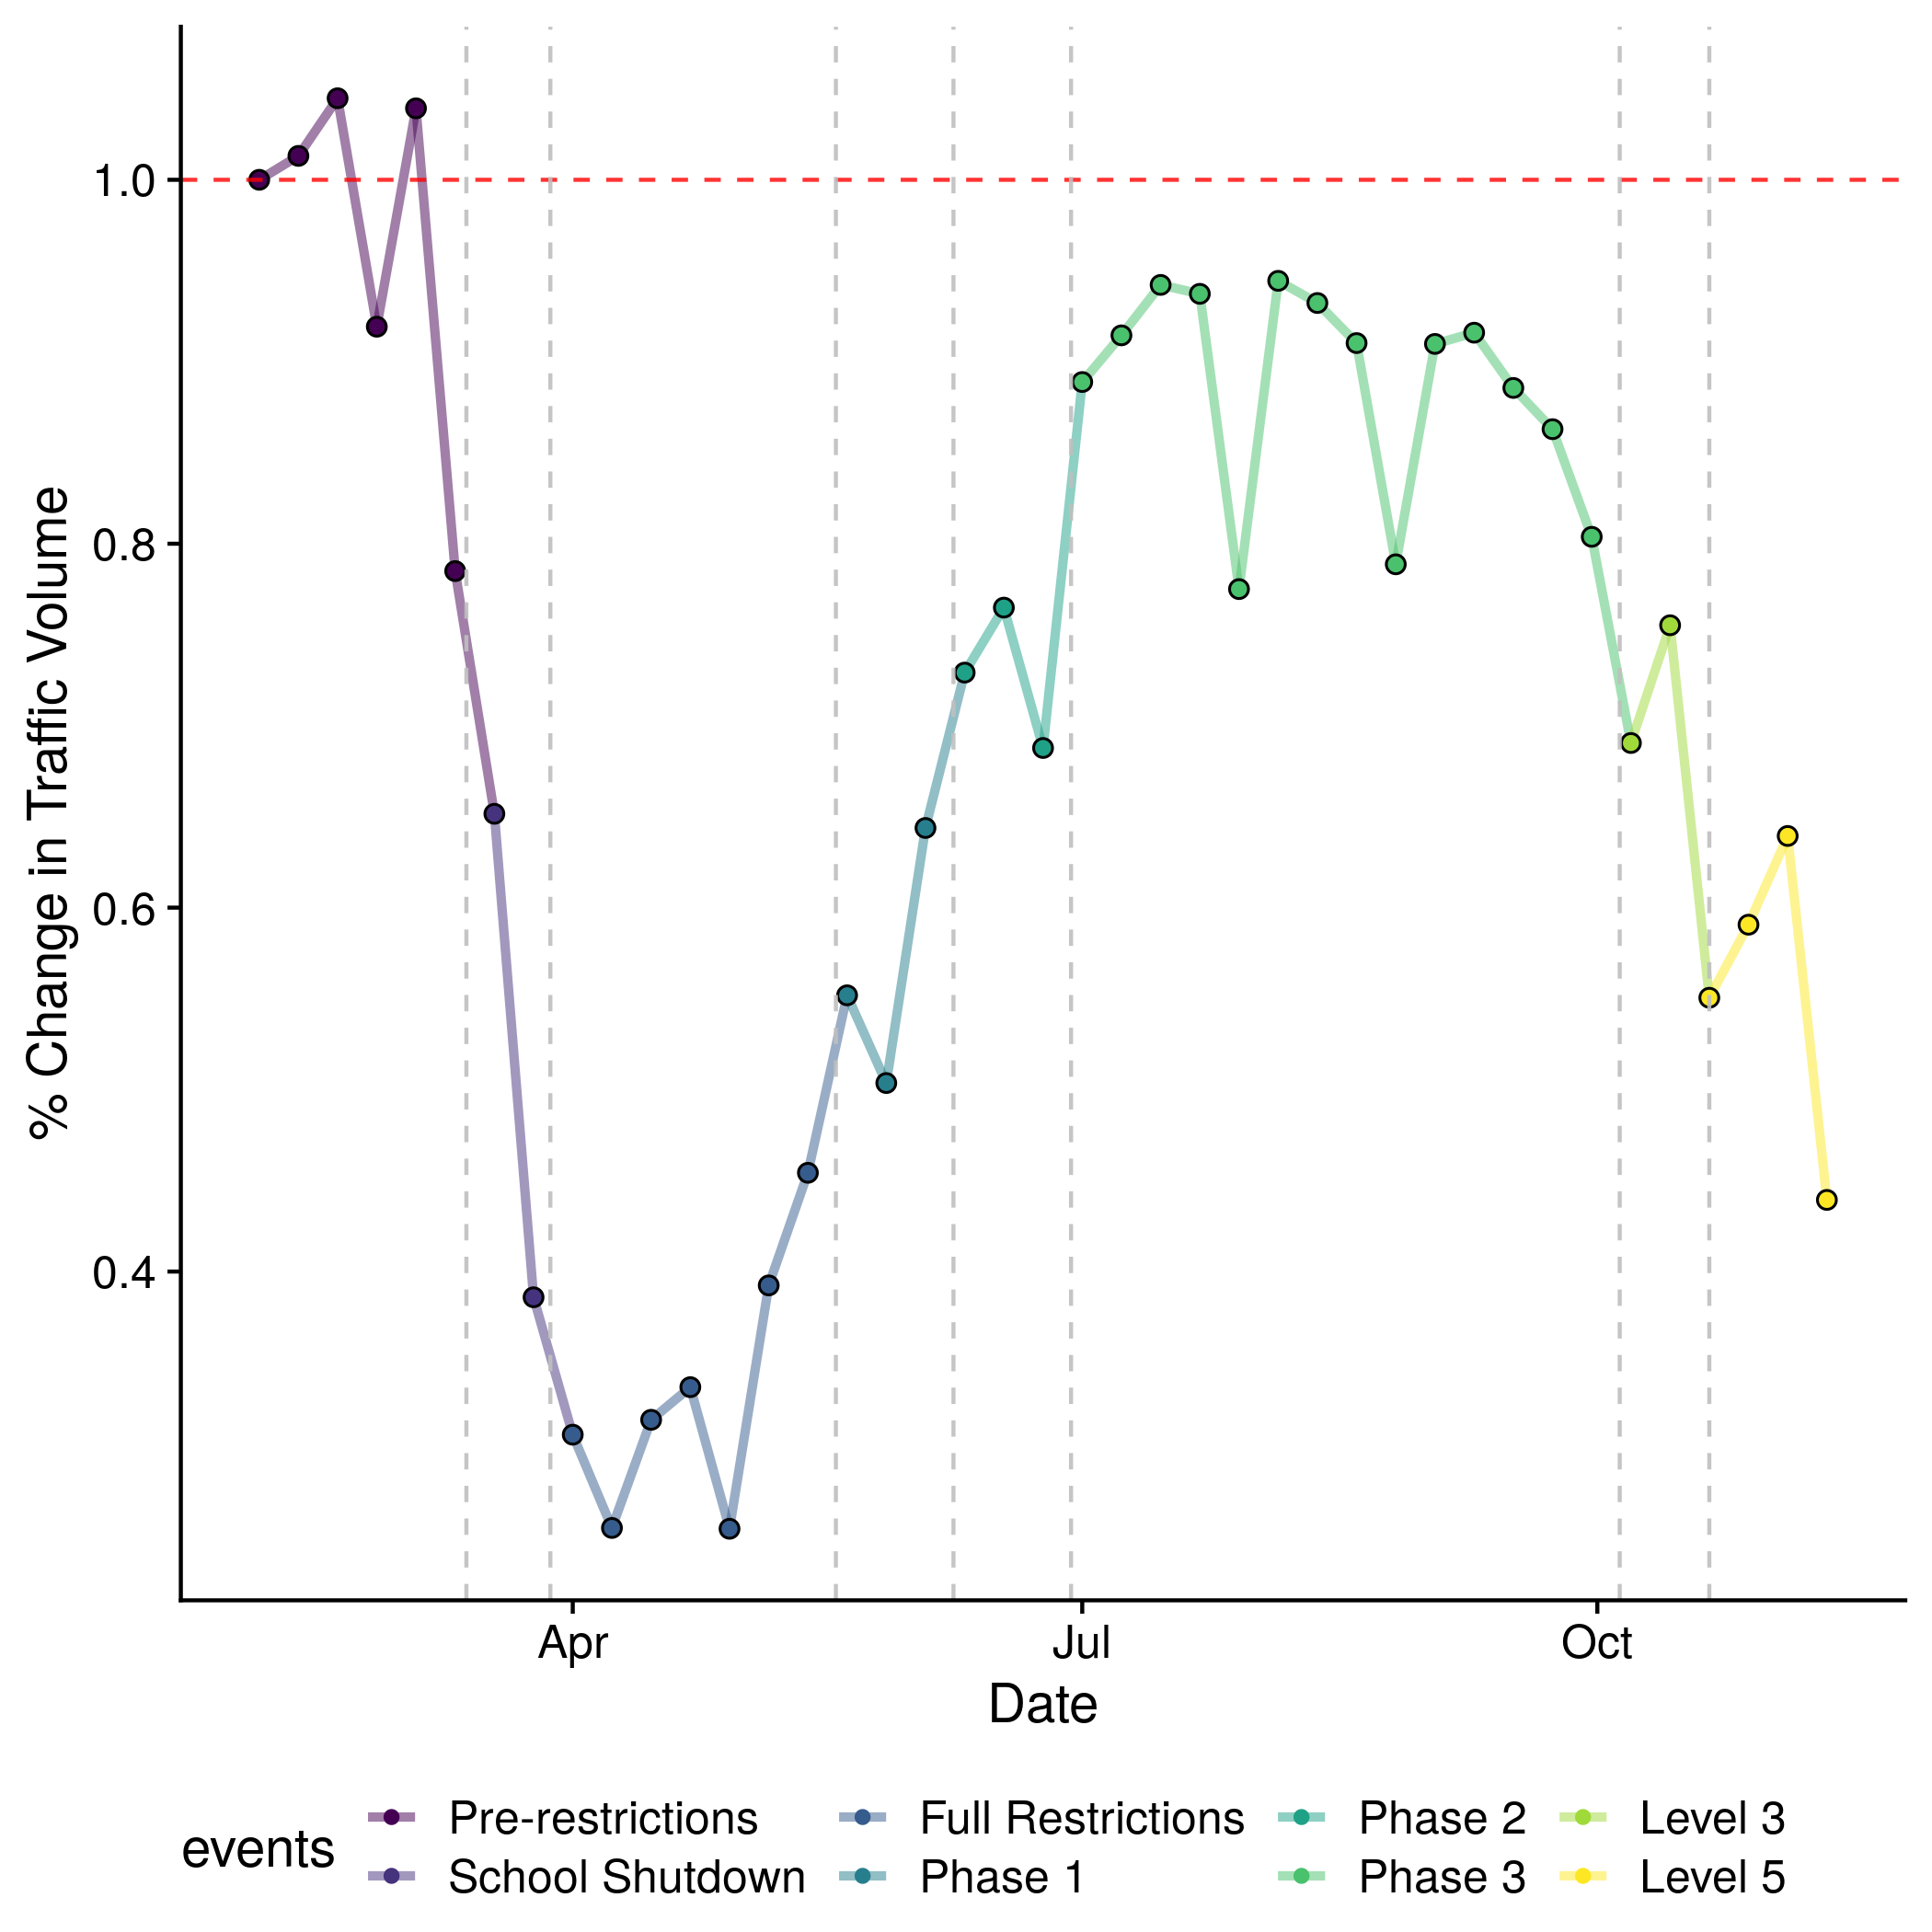 % Change in Traffic Volume
1.0
0.8
0.6
0.4
Apr Jul Oct
Date
events
Pre-restrictions Full Restrictions Phase 2 Level 3
School Shutdown Phase 1 Phase 3 Level 5